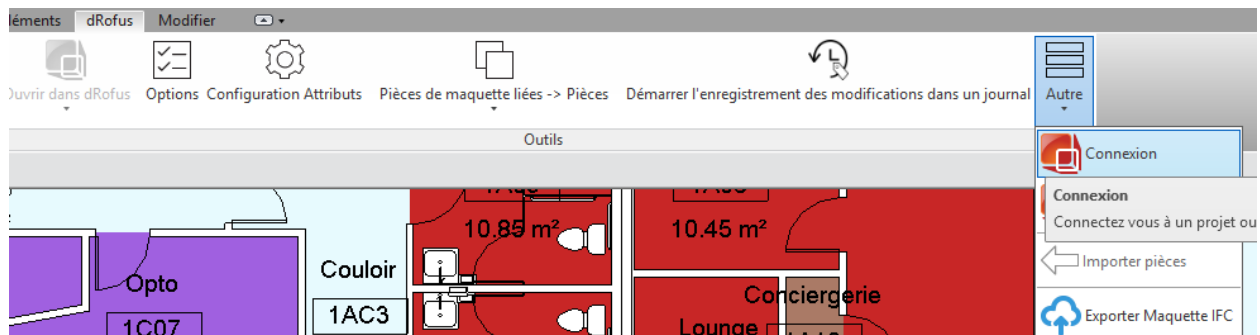 léments dRofus Modifier
Ouvrir dans dRofus Options Configuration Attributs Pièces de maquette liées -> Pièces Démarrer l'enregistrement des modifications dans un journal Autre
Outils
Connexion
Connexion
Connectez vous à un projet ou
Importer pièces
Exporter Maquette IFC
10.85 m² 10.45 m²
Couloir
Opto
Conciergerie
1AC3
1C07
Lounge